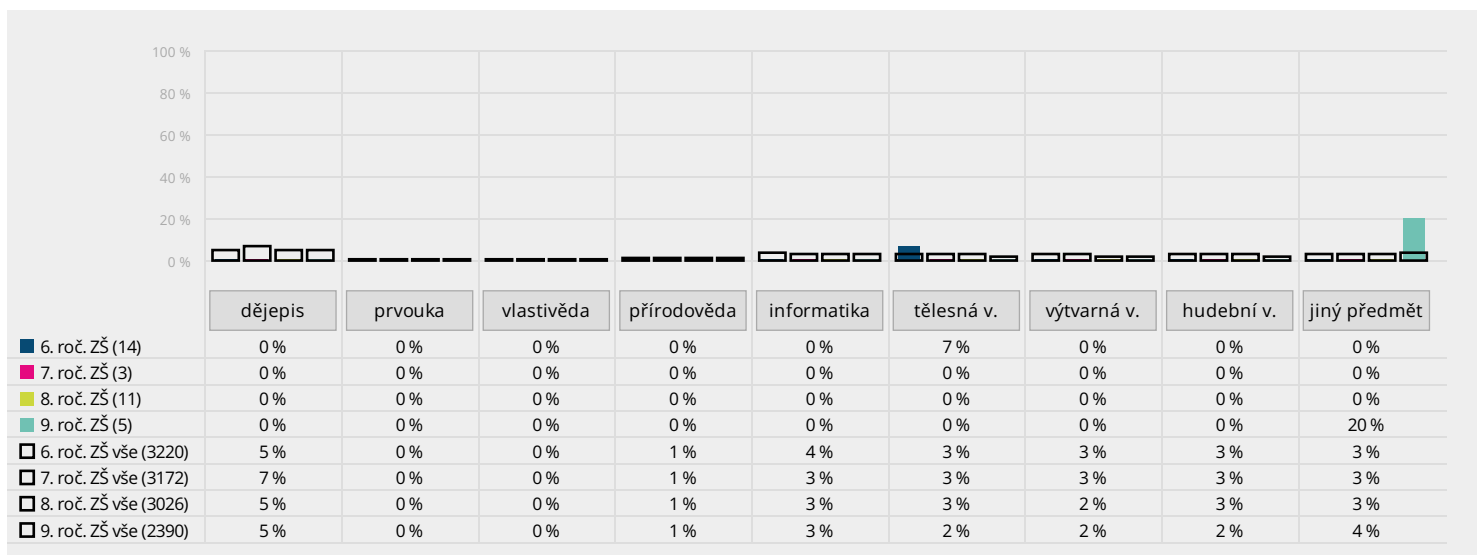 100 %
80 %
60 %
40 %
20 %
0 %
dějepis prvouka vlastivěda přírodověda informatika tělesná v. výtvarná v. hudební v. jiný předmět
6. roč. ZŠ (14) 0 % 0 % 0 % 0 % 0 % 7 % 0 % 0 % 0 %
7. roč. ZŠ (3) 0 % 0 % 0 % 0 % 0 % 0 % 0 % 0 % 0 %
8. roč. ZŠ (11) 0 % 0 % 0 % 0 % 0 % 0 % 0 % 0 % 0 %
9. roč. ZŠ (5) 0 % 0 % 0 % 0 % 0 % 0 % 0 % 0 % 20 %
6. roč. ZŠ vše (3220) 5 % 0 % 0 % 1 % 4 % 3 % 3 % 3 % 3 %
7. roč. ZŠ vše (3172) 7 % 0 % 0 % 1 % 3 % 3 % 3 % 3 % 3 %
8. roč. ZŠ vše (3026) 5 % 0 % 0 % 1 % 3 % 3 % 2 % 3 % 3 %
9. roč. ZŠ vše (2390) 5 % 0 % 0 % 1 % 3 % 2 % 2 % 2 % 4 %